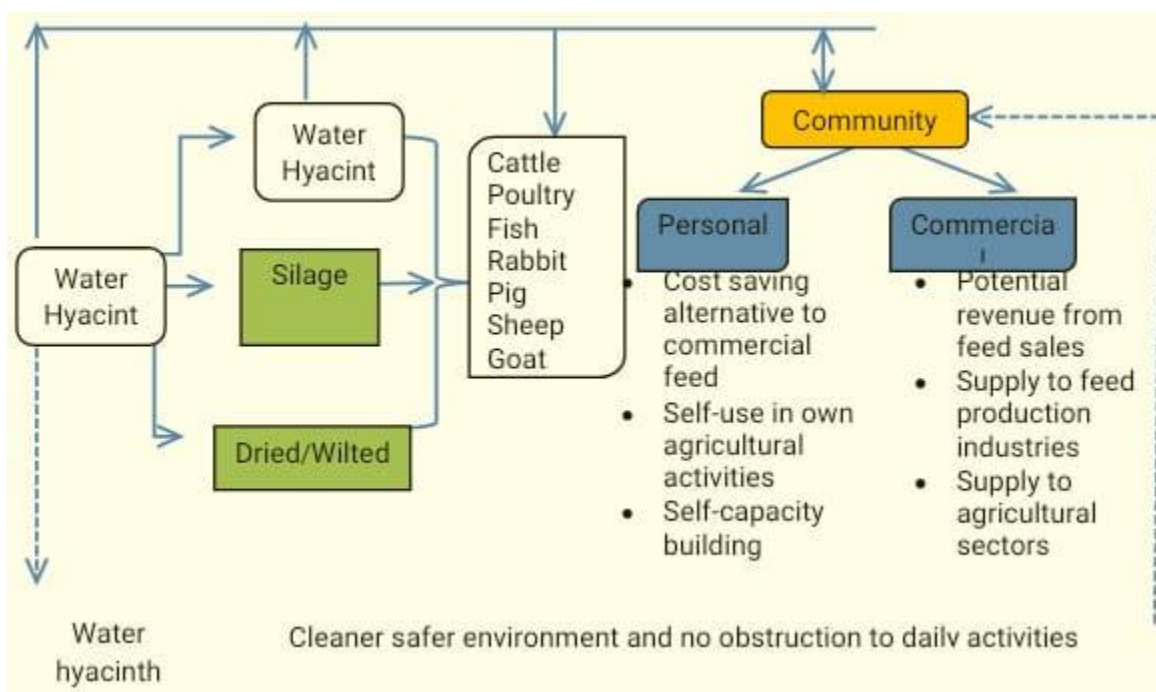 Water
Hyacint
Water
Hyacint
Silage
Dried/Wilted
Cattle
Poultry
Fish
Rabbit
Pig
Sheep
Goat
Community
Personal
• Cost saving
alternative to
commercial
feed
• Self-use in own
agricultural
activities
• Self-capacity
building
Commercia
l
• Potential
revenue from
feed sales
• Supply to feed
production
industries
• Supply to
agricultural
sectors
Water
hyacinth
Cleaner safer environment and no obstruction to daily activities